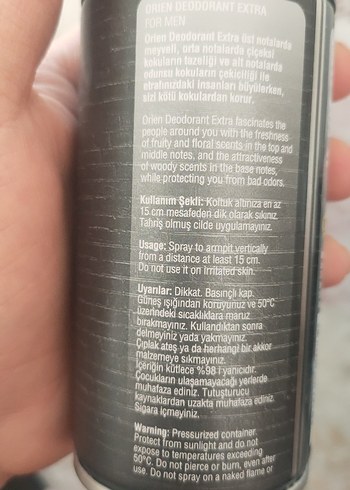 ORIEN DEODORANT EXTRA
FOR MEN
Orien Deodorant Extra üst notalarda
meyveli, orta notalarda çiçeksi
kokuların tazeliği ve alt notalarda
odunsu kokuların çekiciliği ile
etrafınızdaki insanları büyülerken,
sizi kötü kokulardan korur.
Orien Deodorant Extra fascinates the
people around you with the freshness
of fruity and floral scents in the top and
middle notes, and the attractiveness
of woody scents in the base notes,
while protecting you from bad odors.
Kullanım Şekli: Koltuk altınıza en az
15 cm mesafeden dik olarak sıkınız.
Tahriş olmuş cilde uygulamayınız.
Usage: Spray to armpit vertically
from a distance at least 15 cm.
Do not use it on Irritated skin.
Uyarılar: Dikkat. Basınçlı kap.
Güneş ışığından koruyunuz ve 50°C
üzerindeki sıcaklıklara maruz
bırakmayınız. Kullandıktan sonra
delmeyiniz yada yakmayınız.
Çıplak ateş ya da herhangi bir akkor
malzemeye sıkmayınız.
İçeriğin kütlece %98'i yanıcıdır.
Çocukların ulaşamayacağı yerlerde
muhafaza ediniz. Tutuşturucu
kaynaklardan uzakta muhafaza ediniz.
Sigara içmeyiniz.
Warning: Pressurized container
Protect from sunlight and do not
expose to temperatures exceeding
50°C. Do not pierce or burn, even after
use. Do not spray on a naked flame or